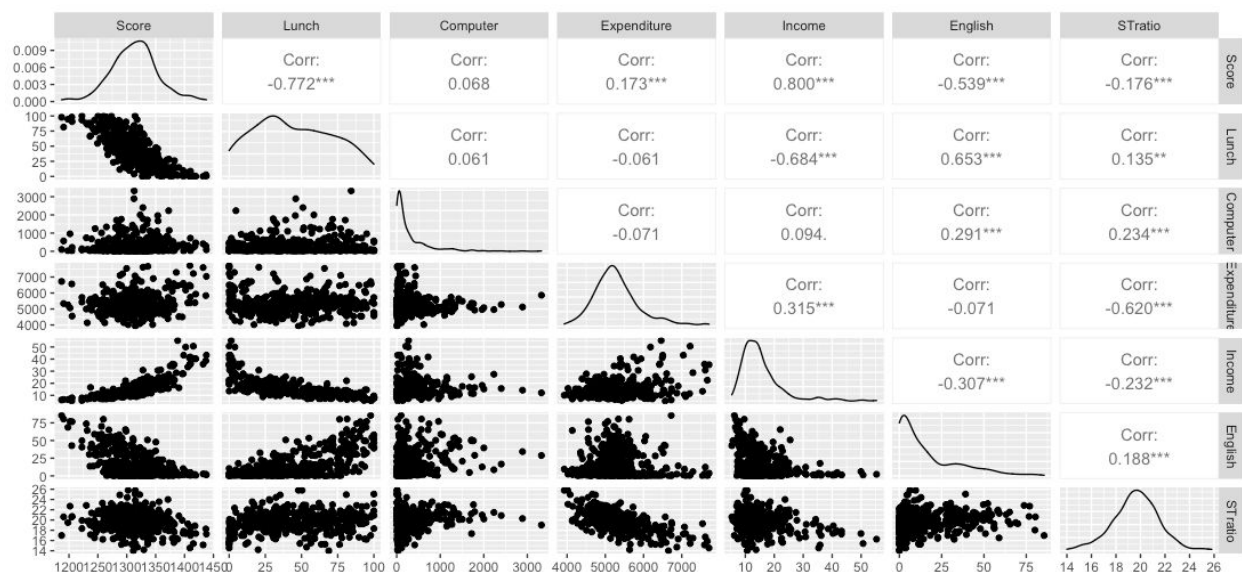 Score Lunch Computer Expenditure Income English STratio
0.009
0.006
0.003
0.000
Corr:
-0.772***
Corr:
0.068
Corr:
0.173***
Corr:
0.800***
Corr:
-0.539***
Corr:
-0.176***
Score
100
75
50
25
0
Corr:
0.061
Corr:
-0.061
Corr:
-0.684***
Corr:
0.653***
Corr:
0.135**
Lunch
3000
2000
1000
0
Corr:
-0.071
Corr:
0.094.
Corr:
0.291***
Corr:
0.234***
Computer
7000
6000
5000
4000
Corr:
0.315***
Corr:
-0.071
Corr:
-0.620***
Expenditure
50
40
30
20
10
Corr:
-0.307***
Corr:
-0.232***
Income
75
50
25
0
Corr:
0.188***
English
26
24
22
20
18
16
14
STratio
1200 1250 1300 1350 1400 1450 0 25 50 75 100 0 1000 2000 3000 4000 5000 6000 7000 10 20 30 40 50 0 25 50 75 14 16 18 20 22 24 26